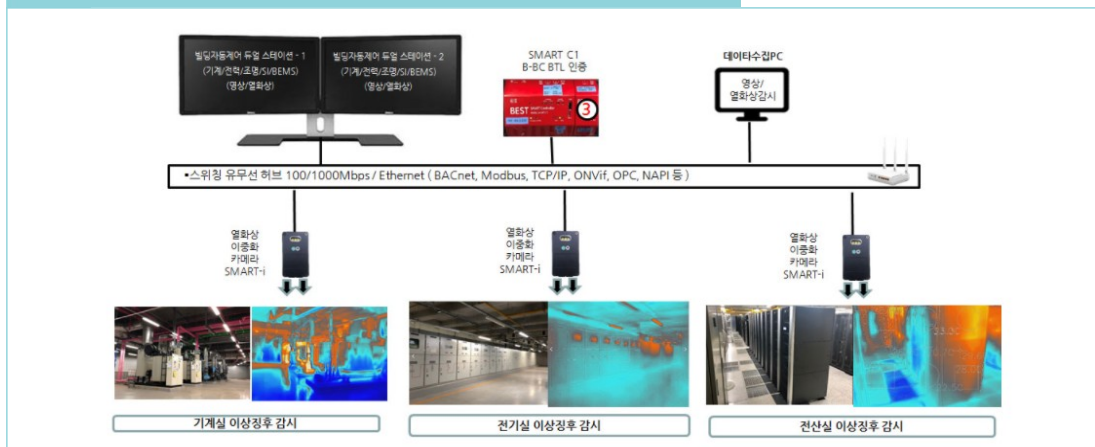 빌딩자동제어 듀얼 스테이션 - 1
(기계/전력/조명/SI/BEMS)
(영상/열화상)
빌딩자동제어 듀얼 스테이션 - 2
(기계/전력/조명/SI/BEMS)
(영상/열화상)
SMART C1
B-BC BTL 인증
BEST
3
데이타수집PC
영상/
열화상감시
▪스위칭 유무선 허브 100/1000Mbps / Ethernet ( BACnet, Modbus, TCP/IP, ONVif, OPC, NAPI 등 )
열화상
이중화
카메라
SMART-i
열화상
이중화
카메라
SMART-i
열화상
이중화
카메라
SMART-i
기계실 이상징후 감시
전기실 이상징후 감시
전산실 이상징후 감시